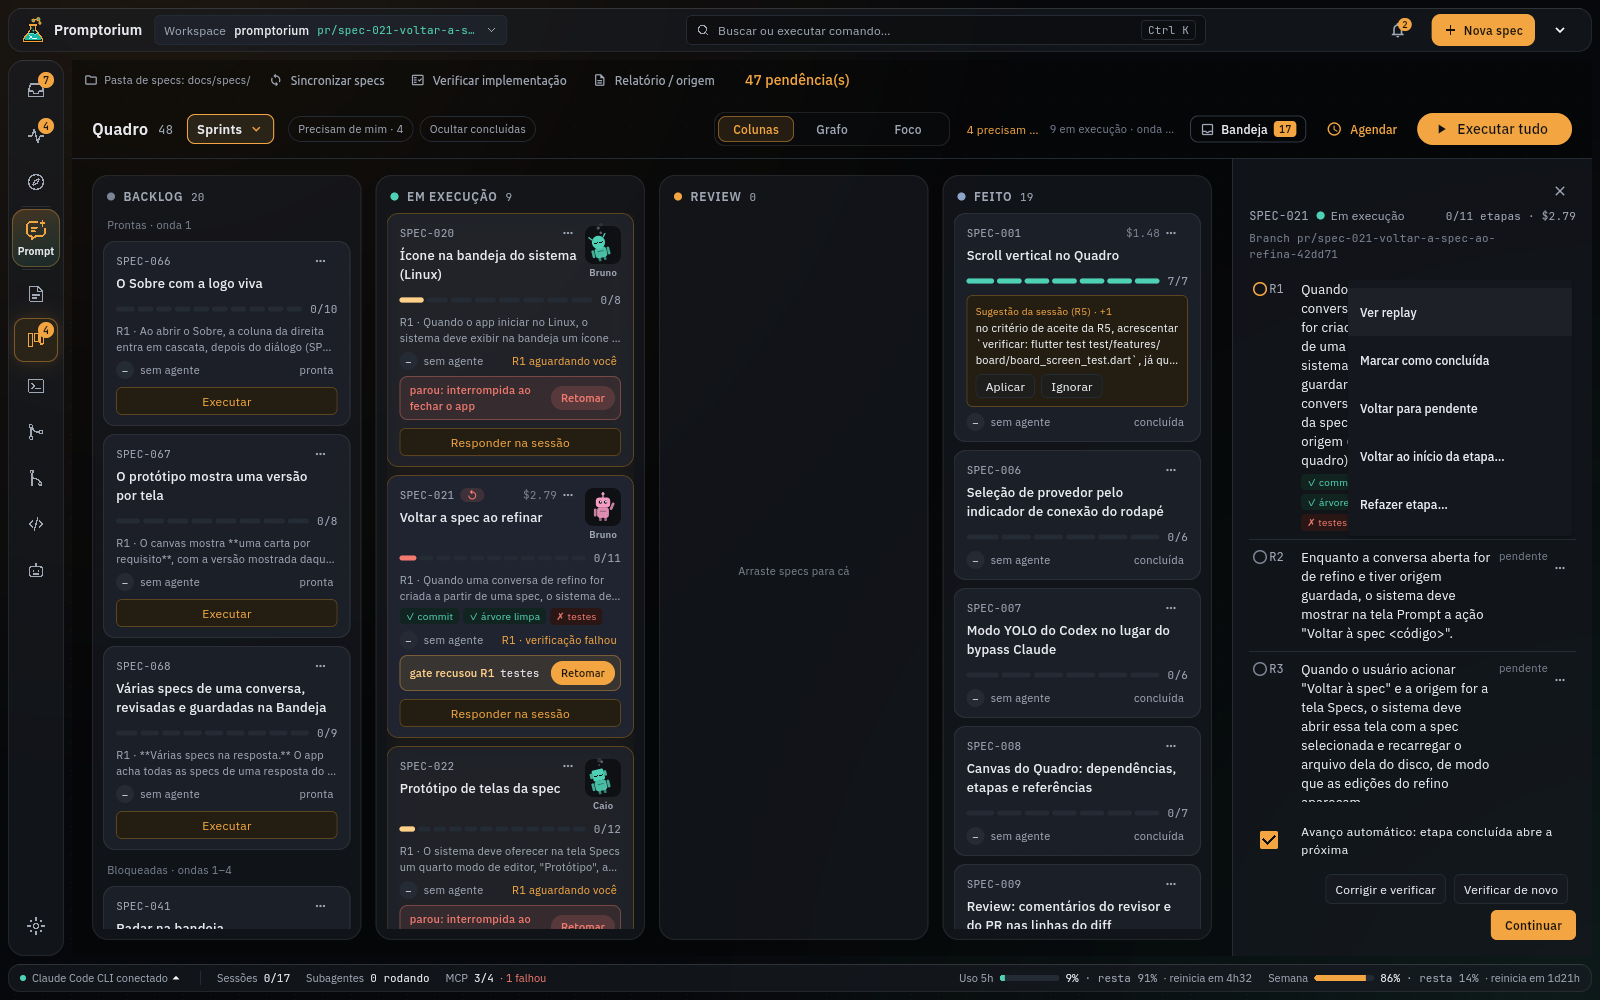 Promptorium
Workspace promptorium pr/spec-021-voltar-a-s…
Buscar ou executar comando...
Ctrl K
2
Nova spec
7
4
Prompt
4
Pasta de specs: docs/specs/
Sincronizar specs
Verificar implementação
Relatório / origem
47 pendência(s)
Quadro 48
Sprints
Precisam de mim · 4
Ocultar concluídas
Colunas
Grafo
Foco
4 precisam …
9 em execução · onda …
Bandeja 17
Agendar
Executar tudo
BACKLOG 20
Prontas · onda 1
SPEC-066
O Sobre com a logo viva
0/10
R1 · Ao abrir o Sobre, a coluna da direita
entra em cascata, depois do diálogo (SP…
– sem agente
pronta
Executar
SPEC-067
O protótipo mostra uma versão
por tela
0/8
R1 · O canvas mostra **uma carta por
requisito**, com a versão mostrada daqu…
– sem agente
pronta
Executar
SPEC-068
Várias specs de uma conversa,
revisadas e guardadas na Bandeja
0/9
R1 · **Várias specs na resposta.** O app
acha todas as specs de uma resposta do …
– sem agente
pronta
Executar
Bloqueadas · ondas 1–4
SPEC-041
Radar na bandeja
EM EXECUÇÃO 9
SPEC-020
Ícone na bandeja do sistema
(Linux)
Bruno
0/8
R1 · Quando o app iniciar no Linux, o
sistema deve exibir na bandeja um ícone …
– sem agente
R1 aguardando você
parou: interrompida ao
fechar o app
Retomar
Responder na sessão
SPEC-021
$2.79
Voltar a spec ao refinar
Bruno
0/11
R1 · Quando uma conversa de refino for
criada a partir de uma spec, o sistema de…
✓ commit
✓ árvore limpa
✗ testes
– sem agente
R1 · verificação falhou
gate recusou R1 testes
Retomar
Responder na sessão
SPEC-022
Protótipo de telas da spec
Caio
0/12
R1 · O sistema deve oferecer na tela Specs
um quarto modo de editor, "Protótipo", a…
– sem agente
R1 aguardando você
parou: interrompida ao
Retomar
REVIEW 0
Arraste specs para cá
FEITO 19
SPEC-001
$1.48
Scroll vertical no Quadro
7/7
Sugestão da sessão (R5) · +1
no critério de aceite da R5, acrescentar
`verificar: flutter test test/features/
board/board_screen_test.dart`, já qu…
Aplicar
Ignorar
– sem agente
concluída
SPEC-006
Seleção de provedor pelo
indicador de conexão do rodapé
0/6
– sem agente
concluída
SPEC-007
Modo YOLO do Codex no lugar do
bypass Claude
0/6
– sem agente
concluída
SPEC-008
Canvas do Quadro: dependências,
etapas e referências
0/7
– sem agente
concluída
SPEC-009
Review: comentários do revisor e
do PR nas linhas do diff
SPEC-021
Em execução
0/11 etapas · $2.79
Branch pr/spec-021-voltar-a-spec-ao-
refina-42dd71
R1
Quando
convers
for criad
de uma
sistema
guardar
convers
da spec
origem (
quadro)
✓ comm
✓ árvore
✗ testes
Ver replay
Marcar como concluída
Voltar para pendente
Voltar ao início da etapa…
Refazer etapa…
R2
Enquanto a conversa aberta for
de refino e tiver origem
guardada, o sistema deve
mostrar na tela Prompt a ação
"Voltar à spec <código>".
pendente
R3
Quando o usuário acionar
"Voltar à spec" e a origem for a
tela Specs, o sistema deve
abrir essa tela com a spec
selecionada e recarregar o
arquivo dela do disco, de modo
que as edições do refino
apareçam
pendente
Avanço automático: etapa concluída abre a
próxima
Corrigir e verificar
Verificar de novo
Continuar
Claude Code CLI conectado
Sessões 0/17
Subagentes 0 rodando
MCP 3/4 · 1 falhou
Uso 5h 9% · resta 91% · reinicia em 4h32
Semana 86% · resta 14% · reinicia em 1d21h